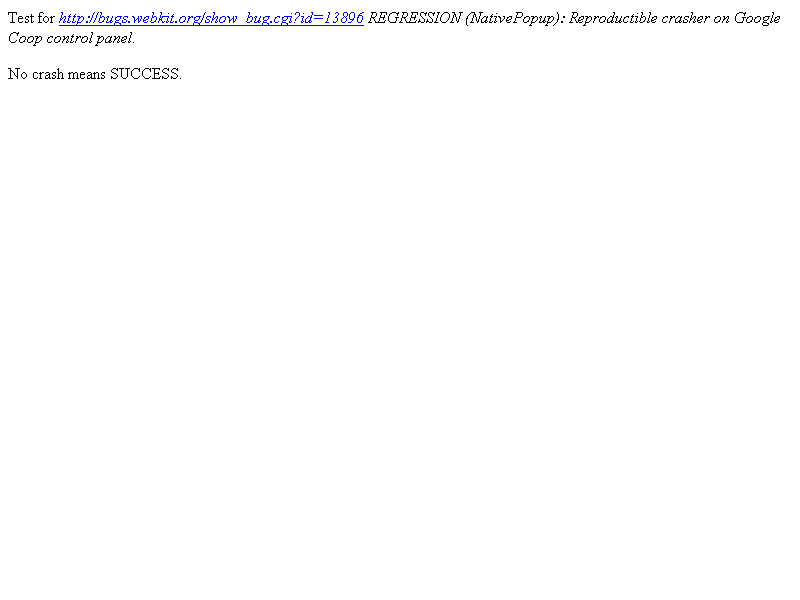 Test for http://bugs.webkit.org/show_bug.cgi?id=13896 REGRESSION (NativePopup): Reproductible crasher on Google
Coop control panel.
No crash means SUCCESS.